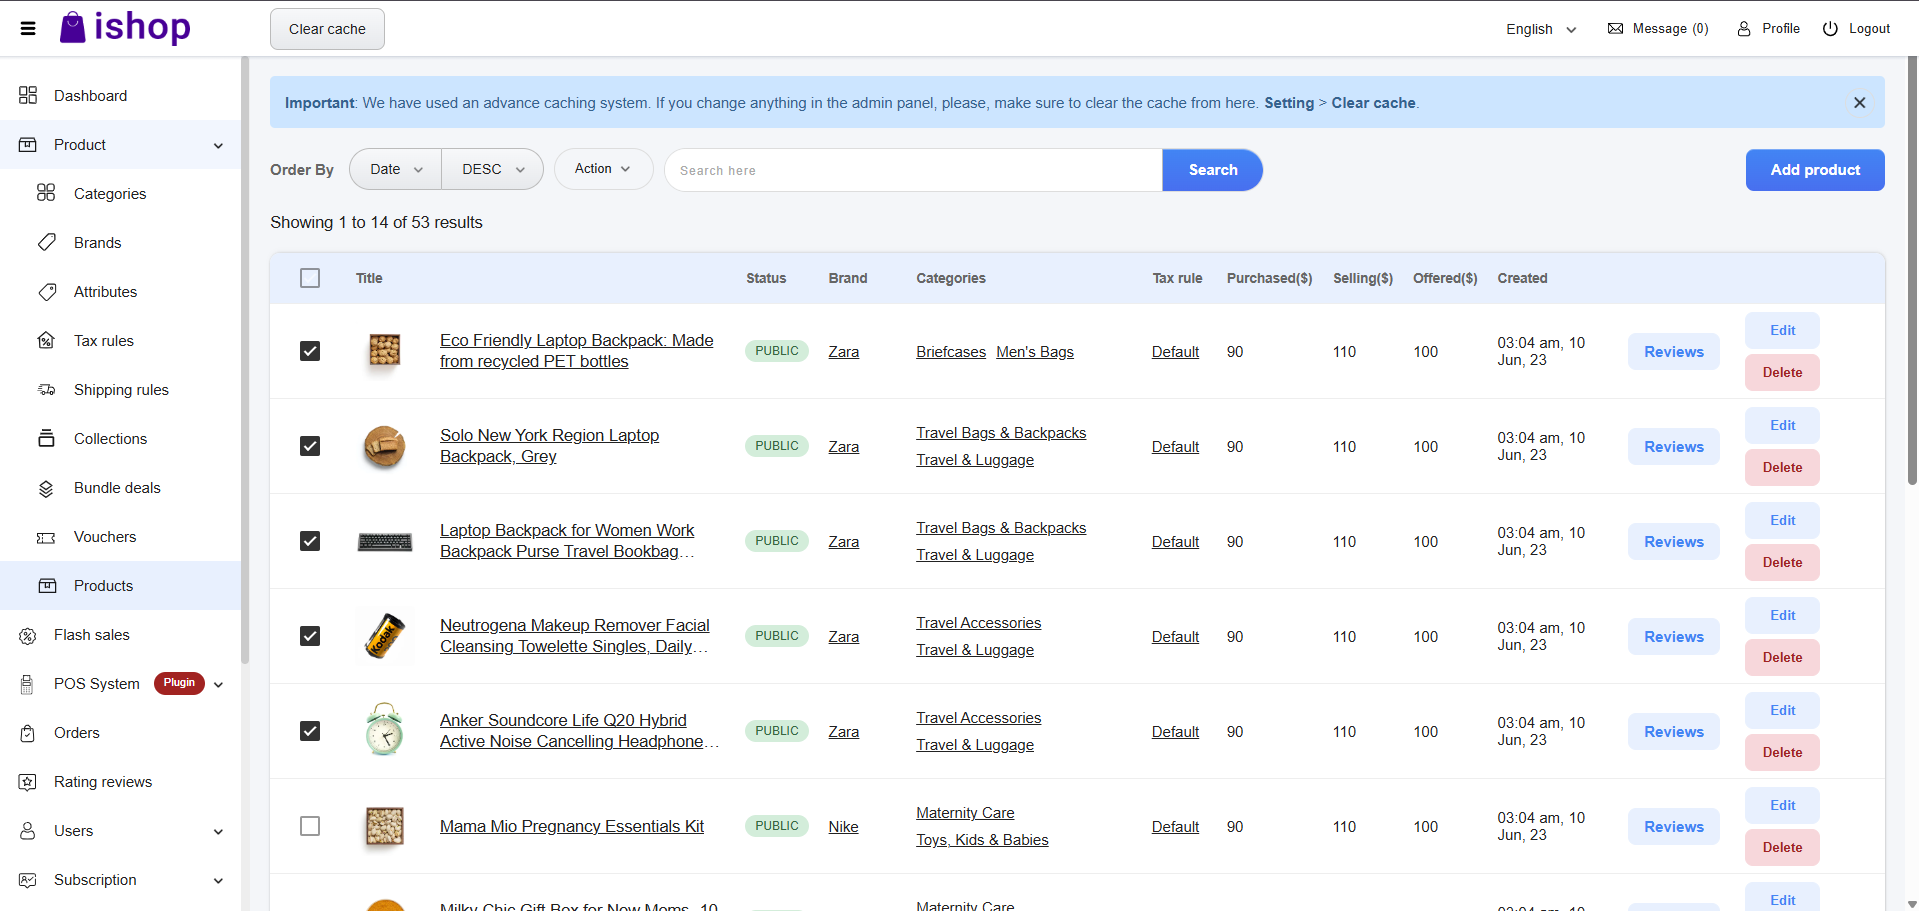 ishop
Clear cache
English
Message (0)
Profile
Logout
Dashboard
Product
Categories
Brands
Attributes
Tax rules
Shipping rules
Collections
Bundle deals
Vouchers
Products
Flash sales
POS System Plugin
Orders
Rating reviews
Users
Subscription
Important: We have used an advance caching system. If you change anything in the admin panel, please, make sure to clear the cache from here. Setting > Clear cache.
Order By Date DESC Action Search here Search Add product
Showing 1 to 14 of 53 results
Title Status Brand Categories Tax rule Purchased($) Selling($) Offered($) Created
Eco Friendly Laptop Backpack: Made
from recycled PET bottles
PUBLIC Zara Briefcases Men's Bags Default 90 110 100
03:04 am, 10
Jun, 23
Reviews
Edit
Delete
Solo New York Region Laptop
Backpack, Grey
PUBLIC Zara
Travel Bags & Backpacks
Travel & Luggage
Default 90 110 100
03:04 am, 10
Jun, 23
Reviews
Edit
Delete
Laptop Backpack for Women Work
Backpack Purse Travel Bookbag…
PUBLIC Zara
Travel Bags & Backpacks
Travel & Luggage
Default 90 110 100
03:04 am, 10
Jun, 23
Reviews
Edit
Delete
Kodak
Neutrogena Makeup Remover Facial
Cleansing Towelette Singles, Daily…
PUBLIC Zara
Travel Accessories
Travel & Luggage
Default 90 110 100
03:04 am, 10
Jun, 23
Reviews
Edit
Delete
Anker Soundcore Life Q20 Hybrid
Active Noise Cancelling Headphone…
PUBLIC Zara
Travel Accessories
Travel & Luggage
Default 90 110 100
03:04 am, 10
Jun, 23
Reviews
Edit
Delete
Mama Mio Pregnancy Essentials Kit
PUBLIC Nike
Maternity Care
Toys, Kids & Babies
Default 90 110 100
03:04 am, 10
Jun, 23
Reviews
Edit
Delete
Milky Chic Gift Box for New Moms, 10
Maternity Care
03:04 am, 10
Edit